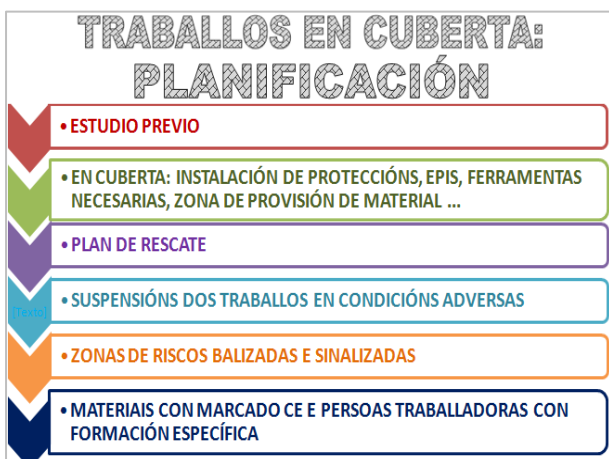 TRABALLOS EN CUBERTA:
PLANIFICACIÓN
• ESTUDIO PREVIO
• EN CUBERTA: INSTALACIÓN DE PROTECCIÓNS, EPIS, FERRAMENTAS
NECESARIAS, ZONA DE PROVISIÓN DE MATERIAL ...
• PLAN DE RESCATE
[Texto]
• SUSPENSIÓNS DOS TRABALLOS EN CONDICIÓNS ADVERSAS
• ZONAS DE RISCOS BALIZADAS E SINALIZADAS
• MATERIAIS CON MARCADO CE E PERSOAS TRABALLADORAS CON
FORMACIÓN ESPECÍFICA